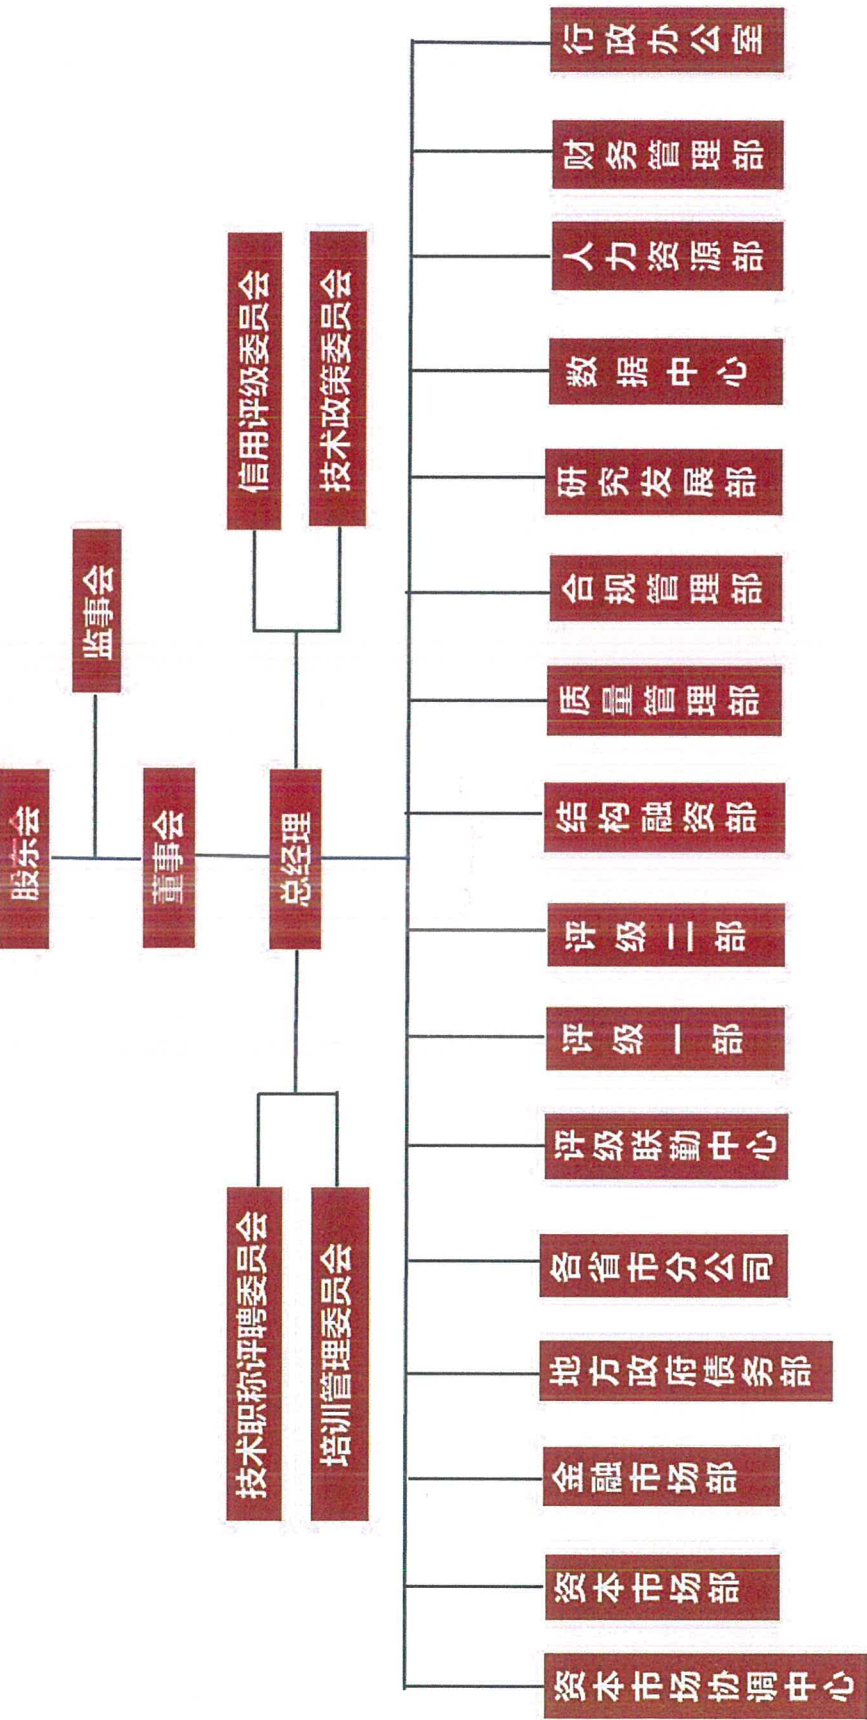 股东会
监事会
董事会
总经理
技术职称评聘委员会
培训管理委员会
信用评级委员会
技术政策委员会
资本市场协调中心
资本市场部
金融市场部
地方政府债务部
各省市分公司
评级联勤中心
评级一部
评级二部
结构融资部
质量管理部
合规管理部
研究发展部
数据中心
人力资源部
财务管理部
行政办公室